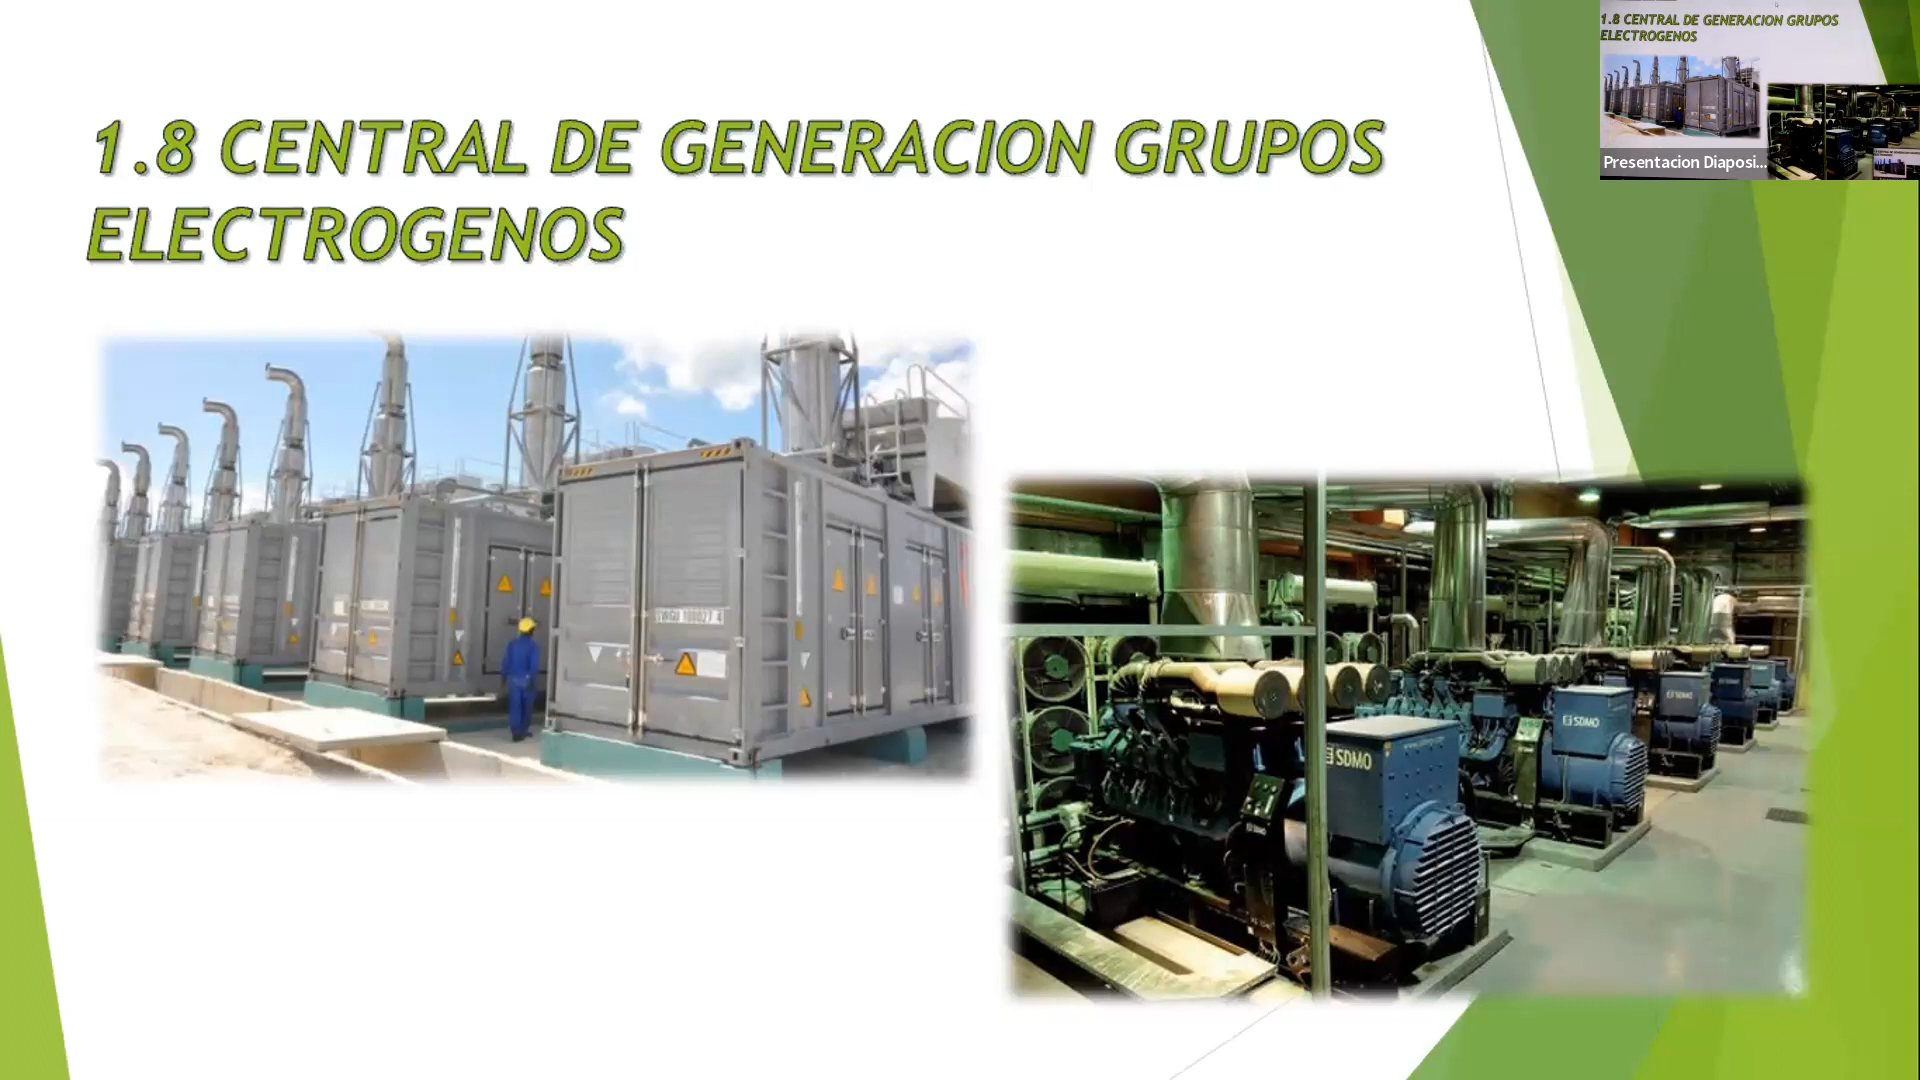 1.8 CENTRAL DE GENERACION GRUPOS
ELECTROGENOS
1.8 CENTRAL DE GENERACION GRUPOS
ELECTROGENOS
Presentacion Diaposi...
SDMO
SDMO
SDMO